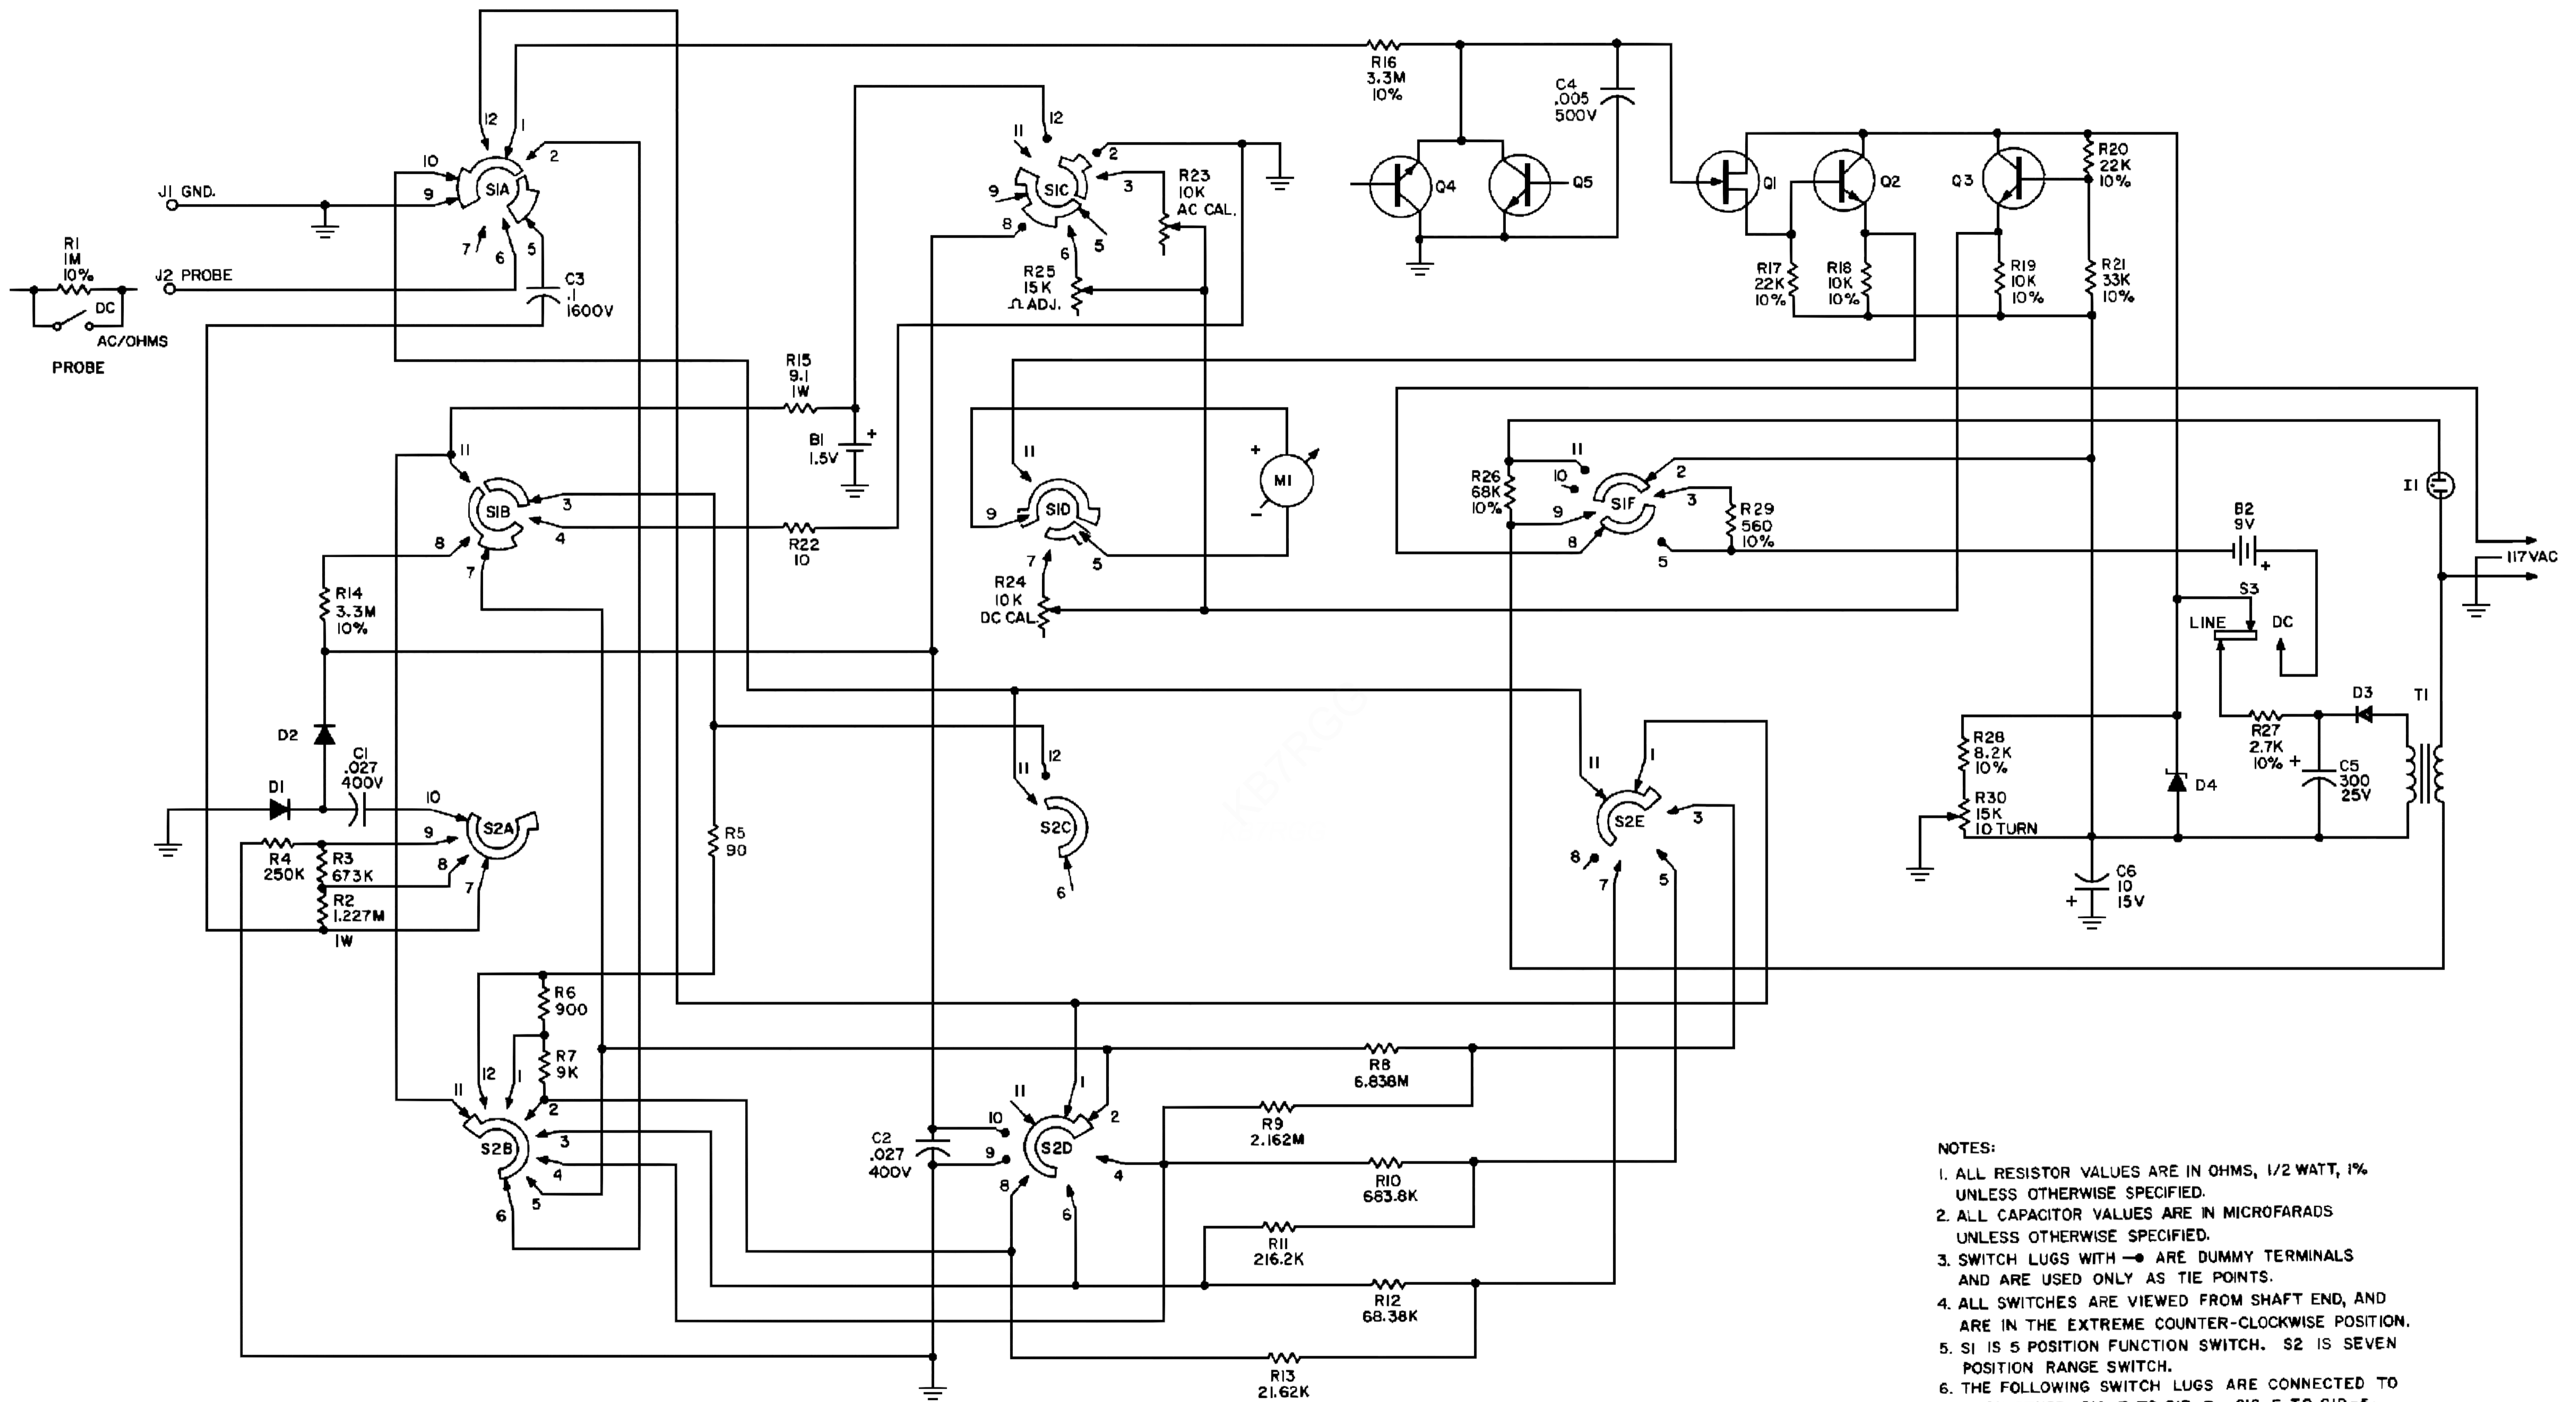 12
1
2
10
9
S1A
7
6
5
J1 GND.
R1
1M
10%
J2 PROBE
DC
AC/OHMS
PROBE
C3
.1
1600V
11
12
2
3
9
S1C
8
6
5
R23
10K
AC CAL.
R25
15K
Ω ADJ.
R16
3.3M
10%
C4
.005
500V
Q4
Q5
Q1
Q2
Q3
R20
22K
10%
R17
22K
10%
R18
10K
10%
R19
10K
10%
R21
33K
10%
R15
9.1
1W
B1
1.5V
+
11
3
S1B
8
4
7
R22
10
R14
3.3M
10%
11
9
S1D
7
5
R24
10K
DC CAL.
+
M1
-
R26
68K
10%
11
10
2
3
9
S1F
8
5
R29
560
10%
I1
B2
9V
+
117VAC
S3
LINE
DC
D3
T1
R27
2.7K
10%
+
C5
300
25V
R28
8.2K
10%
R30
15K
10 TURN
D4
C6
10
15V
+
D2
D1
C1
.027
400V
10
9
S2A
8
7
R4
250K
R3
673K
R2
1.227M
1W
R5
90
12
11
S2C
6
KB7RGG
11
1
S2E
3
8
7
5
R6
900
R7
9K
11
12
1
2
S2B
3
4
5
6
C2
.027
400V
11
1
2
10
9
S2D
8
4
6
R8
6.838M
R9
2.162M
R10
683.8K
R11
216.2K
R12
68.38K
R13
21.62K
NOTES:
1. ALL RESISTOR VALUES ARE IN OHMS, 1/2 WATT, 1%
UNLESS OTHERWISE SPECIFIED.
2. ALL CAPACITOR VALUES ARE IN MICROFARADS
UNLESS OTHERWISE SPECIFIED.
3. SWITCH LUGS WITH —● ARE DUMMY TERMINALS
AND ARE USED ONLY AS TIE POINTS.
4. ALL SWITCHES ARE VIEWED FROM SHAFT END, AND
ARE IN THE EXTREME COUNTER-CLOCKWISE POSITION.
5. S1 IS 5 POSITION FUNCTION SWITCH. S2 IS SEVEN
POSITION RANGE SWITCH.
6. THE FOLLOWING SWITCH LUGS ARE CONNECTED TO